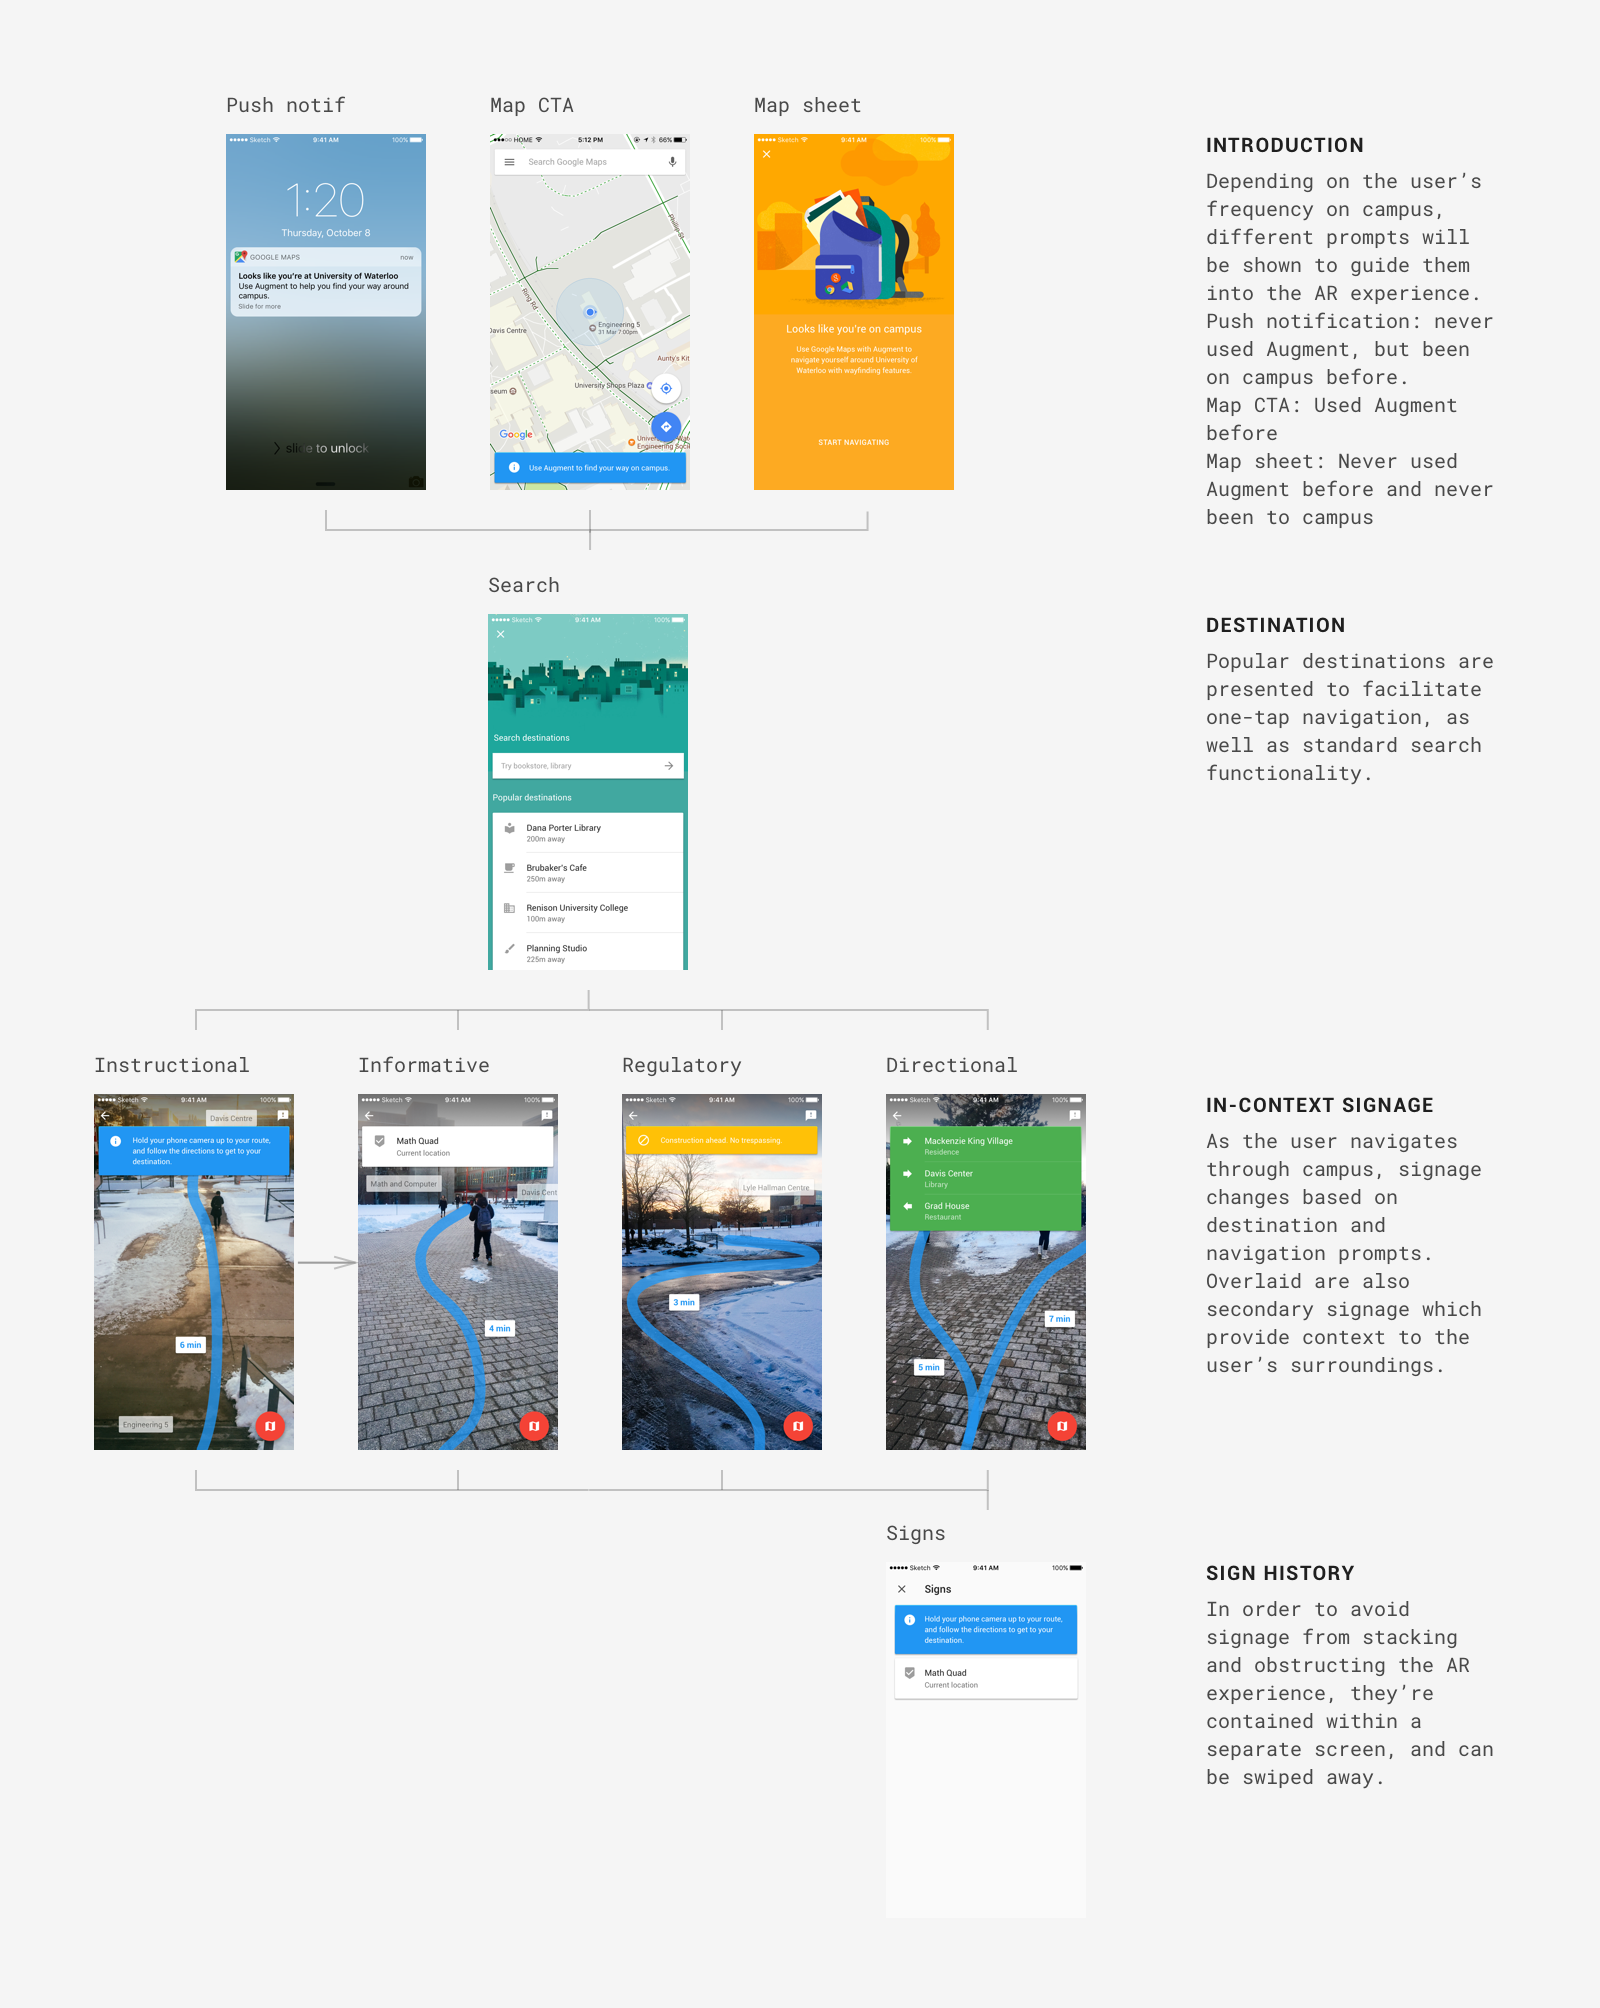 Push notif
Map CTA
Map sheet
Sketch 9:41 AM 100%
1:20
Thursday, October 8
GOOGLE MAPS now
Looks like you're at University of Waterloo
Use Augment to help you find your way around
campus.
Slide for more
slide to unlock
HOME 5:12 PM 66%
Search Google Maps
Phillip St
Ring Rd
Engineering 5
31 Mar 7:00pm
Davis Centre
Aunty's Kit
University Shops Plaza
seum
Google
Engineering Soci
Use Augment to find your way on campus.
Sketch 9:41 AM 100%
Looks like you're on campus
Use Google Maps with Augment to
navigate yourself around University of
Waterloo with wayfinding features.
START NAVIGATING
INTRODUCTION
Depending on the user's
frequency on campus,
different prompts will
be shown to guide them
into the AR experience.
Push notification: never
used Augment, but been
on campus before.
Map CTA: Used Augment
before
Map sheet: Never used
Augment before and never
been to campus
Search
Sketch 9:41 AM 100%
Search destinations
Try bookstore, library
Popular destinations
Dana Porter Library
200m away
Brubaker's Cafe
250m away
Renison University College
100m away
Planning Studio
225m away
DESTINATION
Popular destinations are
presented to facilitate
one-tap navigation, as
well as standard search
functionality.
Instructional
Informative
Regulatory
Directional
Sketch 9:41 AM 100%
Davis Centre
Hold your phone camera up to your route,
and follow the directions to get to your
destination.
6 min
Engineering 5
Sketch 9:41 AM 100%
Math Quad
Current location
Math and Computer
Davis Cent
4 min
Sketch 9:41 AM 100%
Construction ahead. No trespassing.
Lyle Hallman Centre
3 min
Sketch 9:41 AM 100%
Mackenzie King Village
Residence
Davis Center
Library
Grad House
Restaurant
7 min
5 min
IN-CONTEXT SIGNAGE
As the user navigates
through campus, signage
changes based on
destination and
navigation prompts.
Overlaid are also
secondary signage which
provide context to the
user's surroundings.
Signs
Sketch 9:41 AM 100%
Signs
Hold your phone camera up to your route,
and follow the directions to get to your
destination.
Math Quad
Current location
SIGN HISTORY
In order to avoid
signage from stacking
and obstructing the AR
experience, they're
contained within a
separate screen, and can
be swiped away.